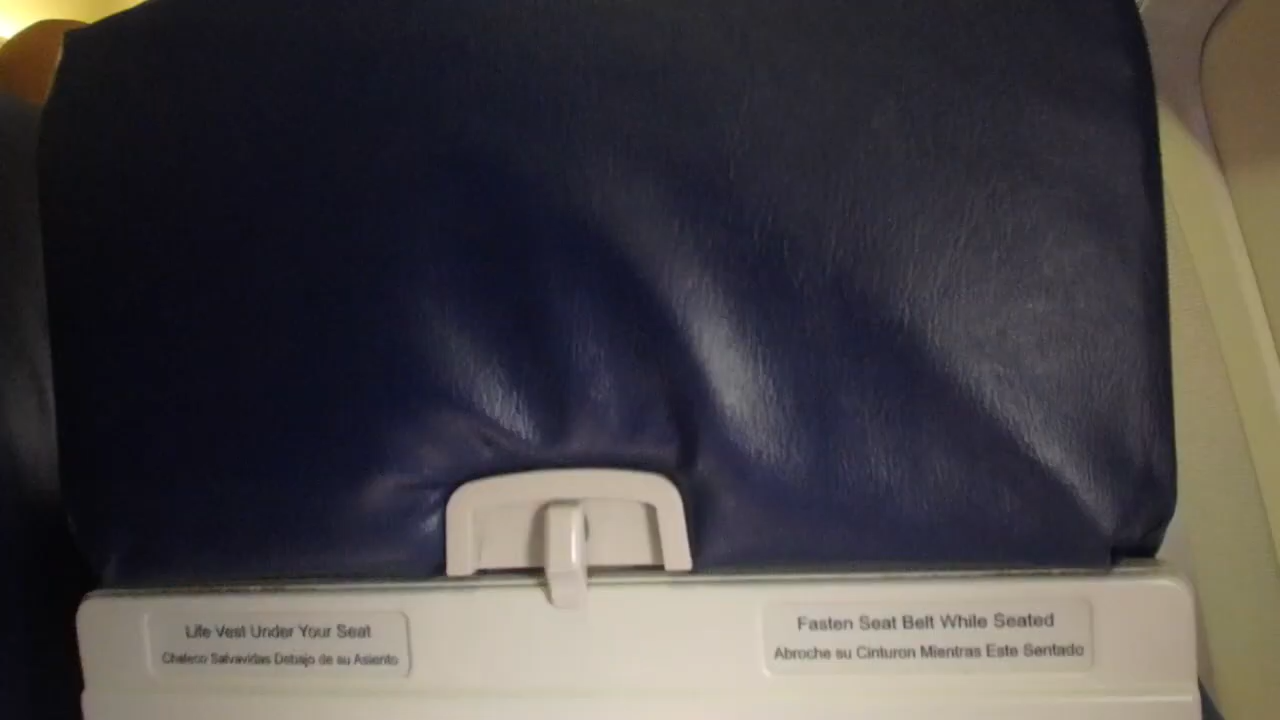 Life Vest Under Your Seat
Chaleco Salvavidas Debajo de su Asiento
Fasten Seat Belt While Seated
Abroche su Cinturon Mientras Este Sentado